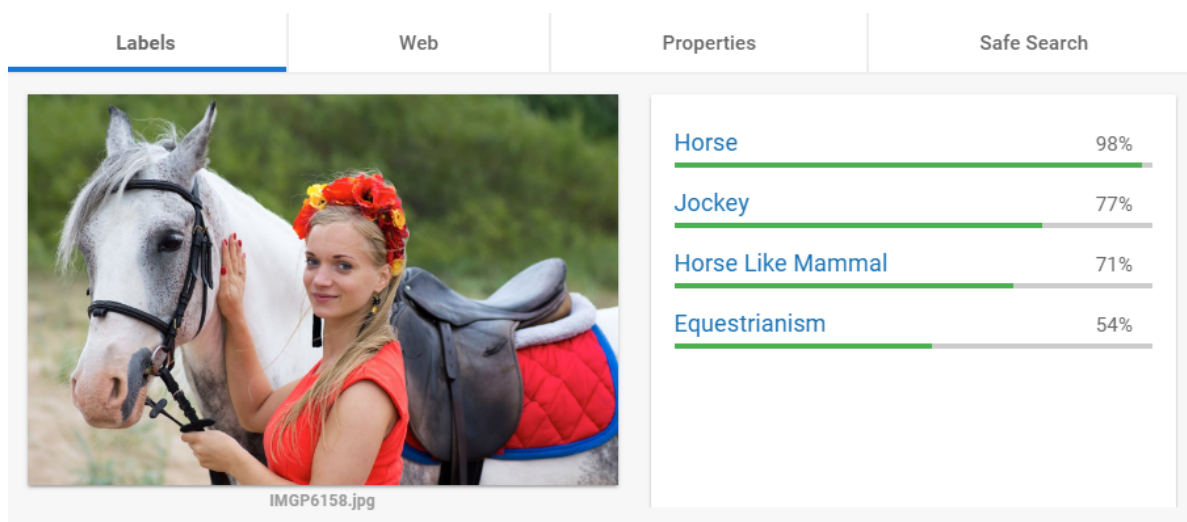 Labels Web Properties Safe Search
Horse 98%
Jockey 77%
Horse Like Mammal 71%
Equestrianism 54%
IMGP6158.jpg